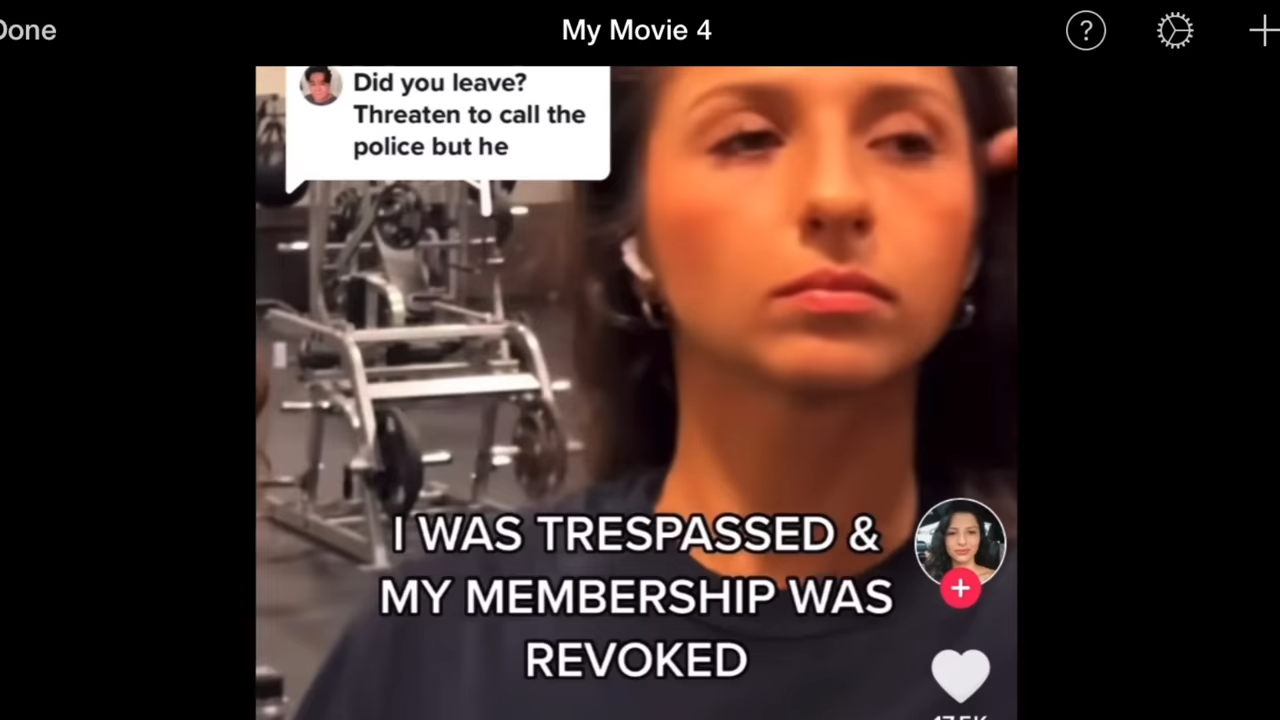 Done
My Movie 4
?
Did you leave?
Threaten to call the
police but he
I WAS TRESPASSED &
MY MEMBERSHIP WAS
REVOKED